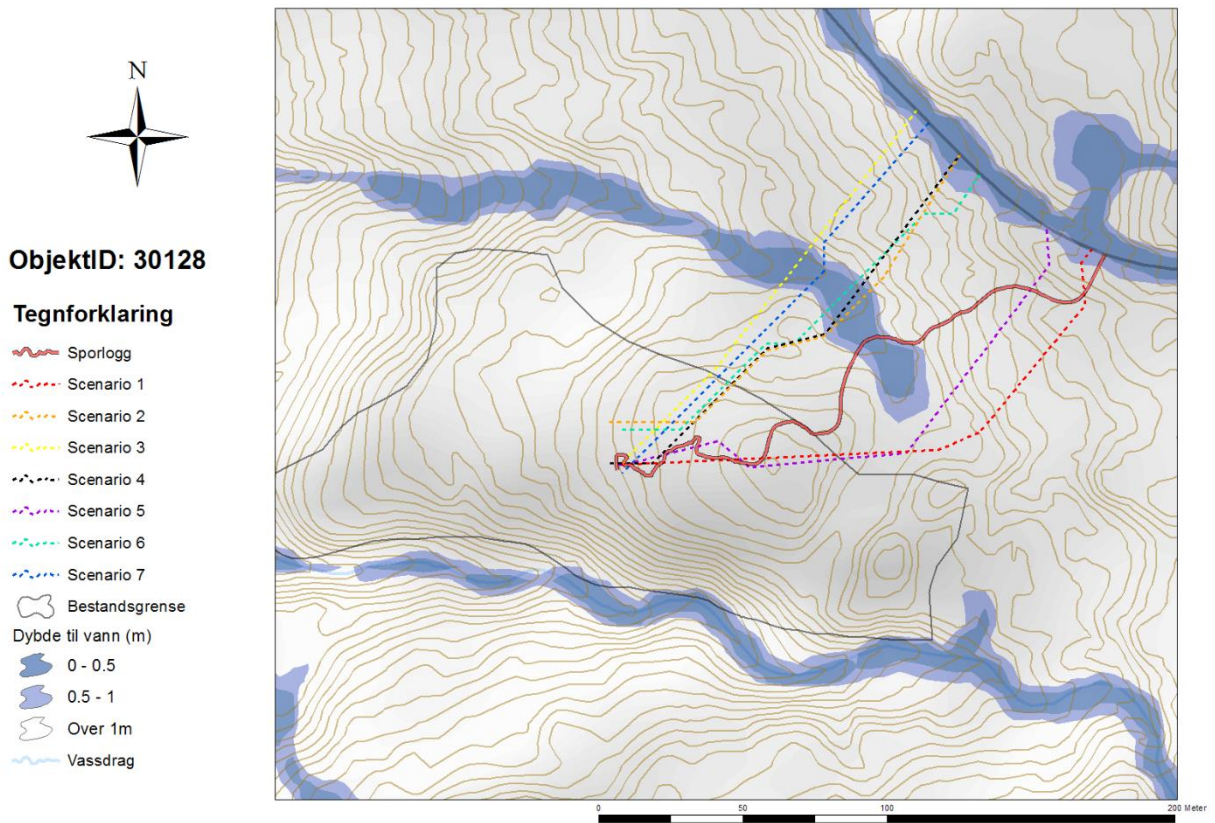 N
ObjektID: 30128
Tegnforklaring
Sporlogg
Scenario 1
Scenario 2
Scenario 3
Scenario 4
Scenario 5
Scenario 6
Scenario 7
Bestandsgrense
Dybde til vann (m)
0 - 0.5
0.5 - 1
Over 1m
Vassdrag
0 50 100 200 Meter